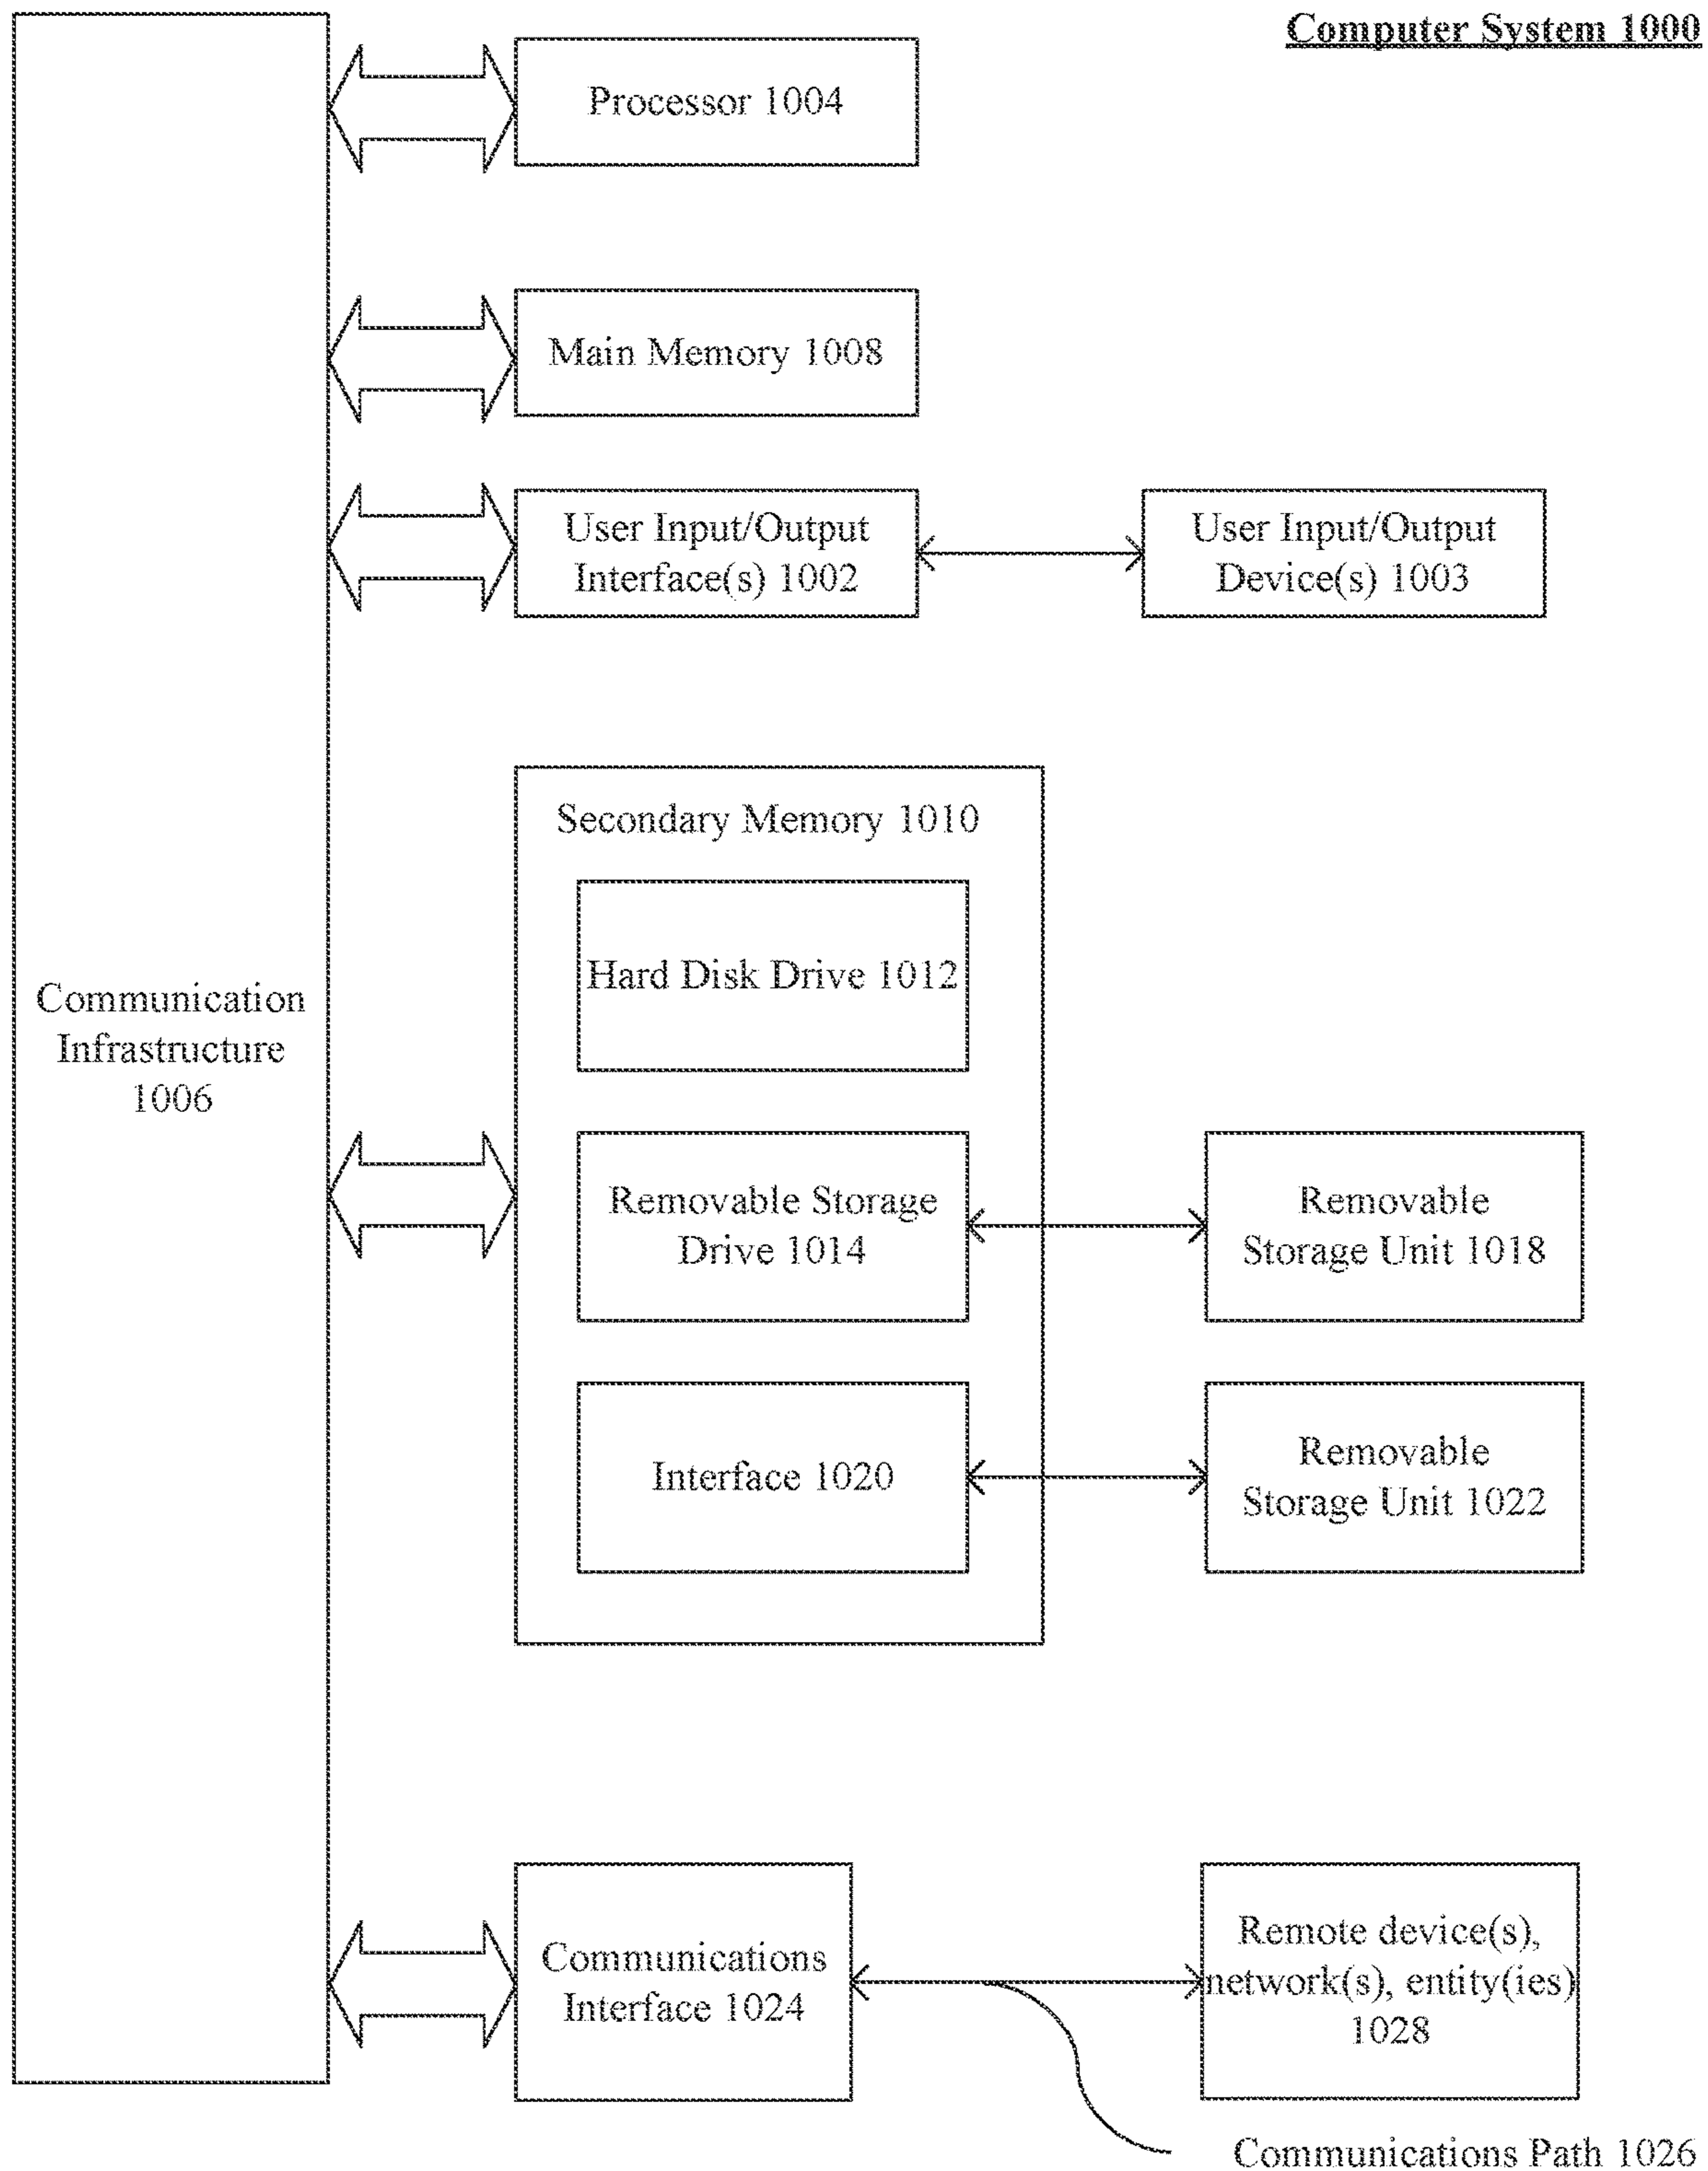 Computer System 1000
Processor 1004
Main Memory 1008
User Input/Output
Interface(s) 1002
User Input/Output
Device(s) 1003
Secondary Memory 1010
Hard Disk Drive 1012
Communication
Infrastructure
1006
Removable Storage
Drive 1014
Removable
Storage Unit 1018
Interface 1020
Removable
Storage Unit 1022
Communications
Interface 1024
Remote device(s),
network(s), entity(ies)
1028
Communications Path 1026